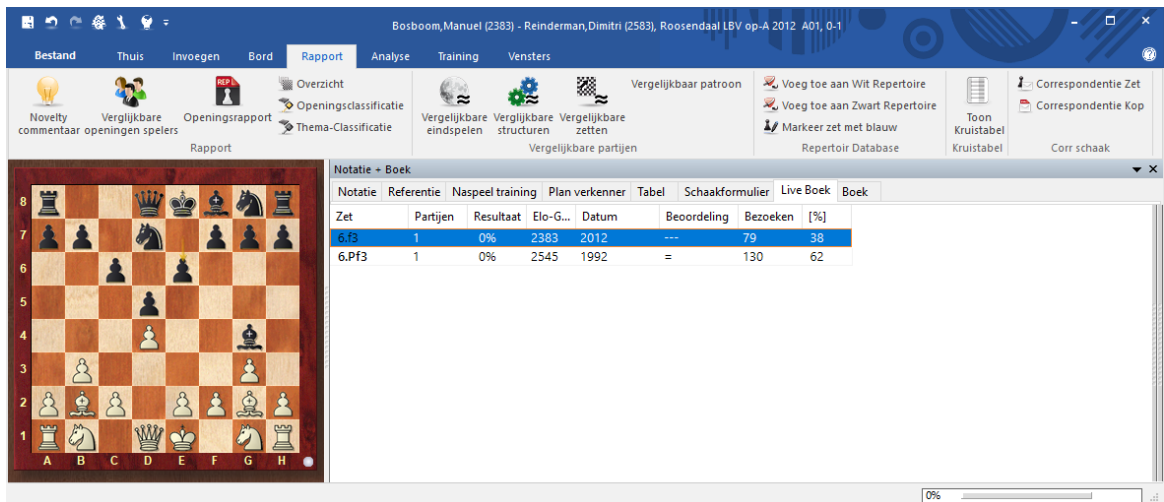 Bosboom,Manuel (2383) - Reinderman,Dimitri (2583), Roosendaal LBV op-A 2012 A01, 0-1
Bestand Thuis Invoegen Bord Rapport Analyse Training Vensters
Novelty commentaar
Vergelijkbare openingen spelers
REP
Openingsrapport
Overzicht
Openingsclassificatie
Thema-Classificatie
Rapport
Vergelijkbare eindspelen
Vergelijkbare structuren
Vergelijkbare zetten
Vergelijkbaar patroon
Vergelijkbare partijen
Voeg toe aan Wit Repertoire
Voeg toe aan Zwart Repertoire
Markeer zet met blauw
Repertoir Database
Toon Kruistabel
Kruistabel
Correspondentie Zet
Correspondentie Kop
Corr schaak
8
7
6
5
4
3
2
1
A B C D E F G H
Notatie + Boek
Notatie Referentie Naspeel training Plan verkenner Tabel Schaakformulier Live Boek Boek
Zet Partijen Resultaat Elo-G... Datum Beoordeling Bezoeken [%]
6.f3 1 0% 2383 2012 --- 79 38
6.Pf3 1 0% 2545 1992 = 130 62
0%